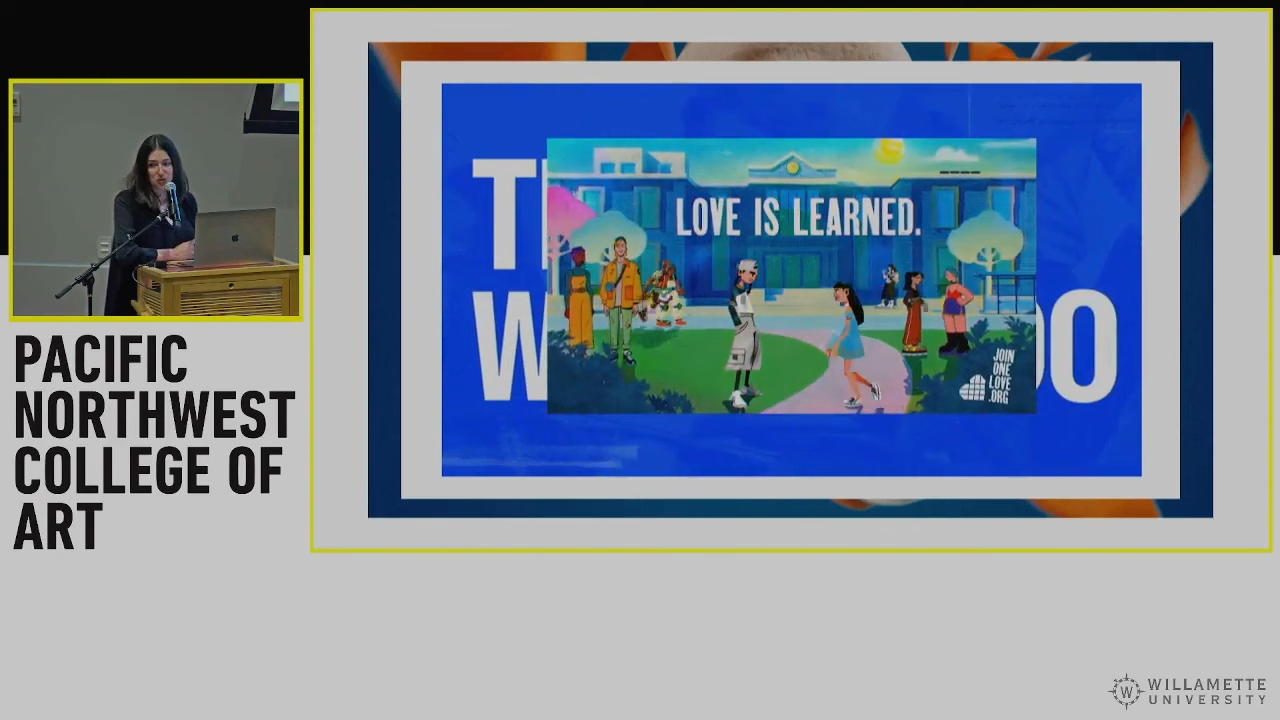 PACIFIC
NORTHWEST
COLLEGE OF
ART
LOVE IS LEARNED.
JOIN
ONE
LOVE
.ORG
W
WILLAMETTE
UNIVERSITY